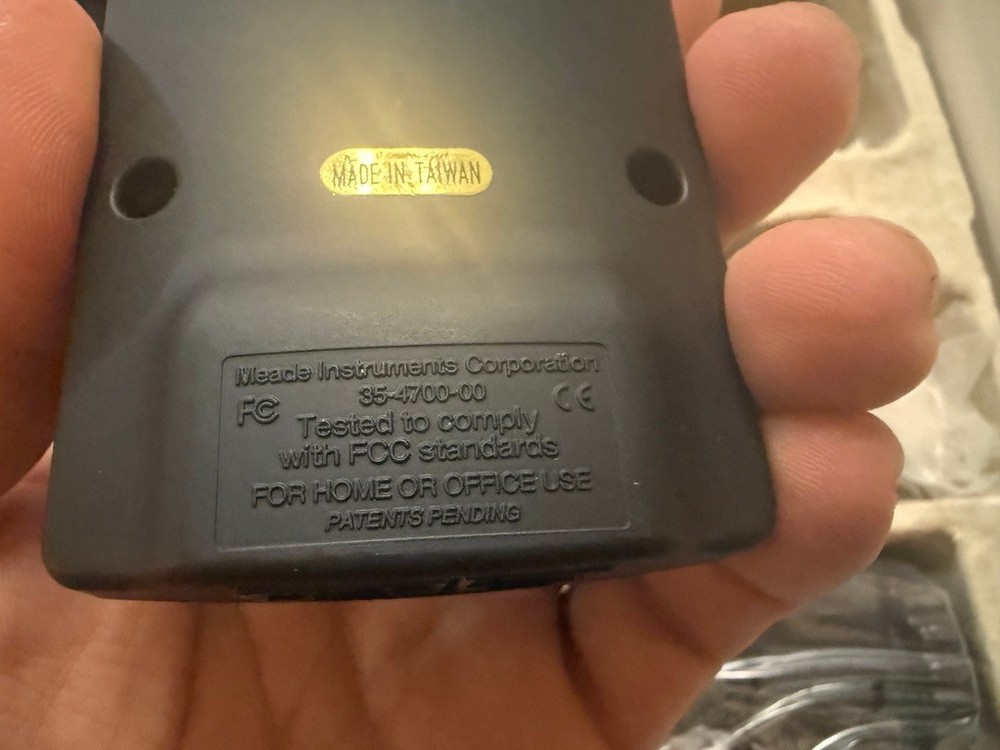 MADE IN TAIWAN
Meade Instruments Corporation
35-4700-00
FC CE
Tested to comply
with FCC standards
FOR HOME OR OFFICE USE
PATENTS PENDING